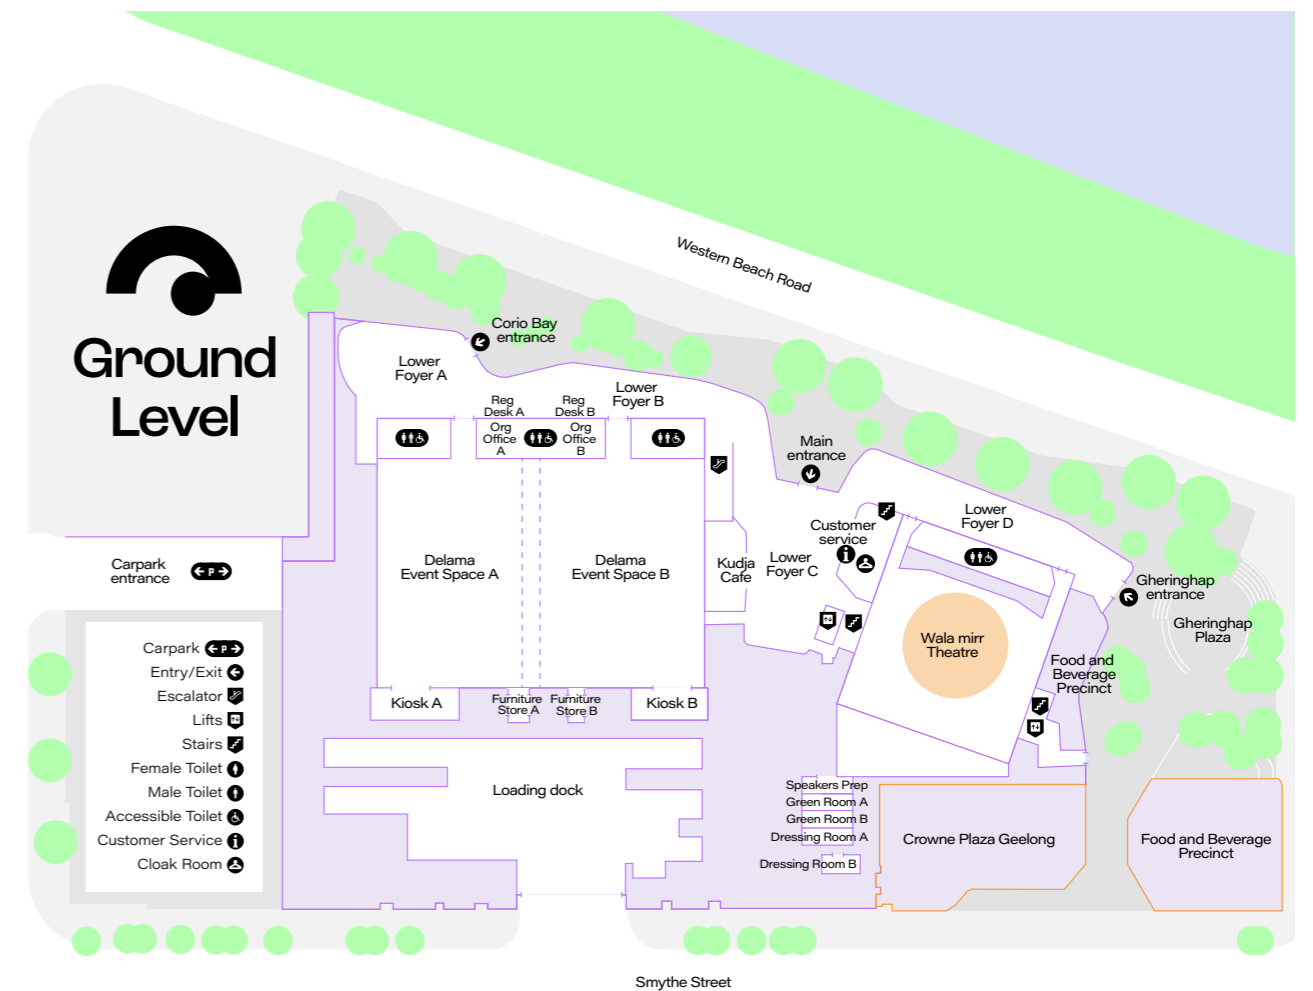 Western Beach Road
Ground
Level
Corio Bay
entrance
Lower
Foyer A
Lower
Foyer B
Reg
Desk A
Reg
Desk B
Org
Office
A
Org
Office
B
Main
entrance
Lower
Foyer D
Customer
service
Lower
Foyer C
Kudja
Cafe
Delama
Event Space A
Delama
Event Space B
Carpark
entrance
P
Gheringhap
entrance
Gheringhap
Plaza
Wala mirr
Theatre
Food and
Beverage
Precinct
Carpark P
Entry/Exit
Escalator
Lifts
Stairs
Female Toilet
Male Toilet
Accessible Toilet
Customer Service i
Cloak Room
Kiosk A
Furniture
Store A
Furniture
Store B
Kiosk B
Loading dock
Speakers Prep
Green Room A
Green Room B
Dressing Room A
Dressing Room B
Crowne Plaza Geelong
Food and Beverage
Precinct
Smythe Street